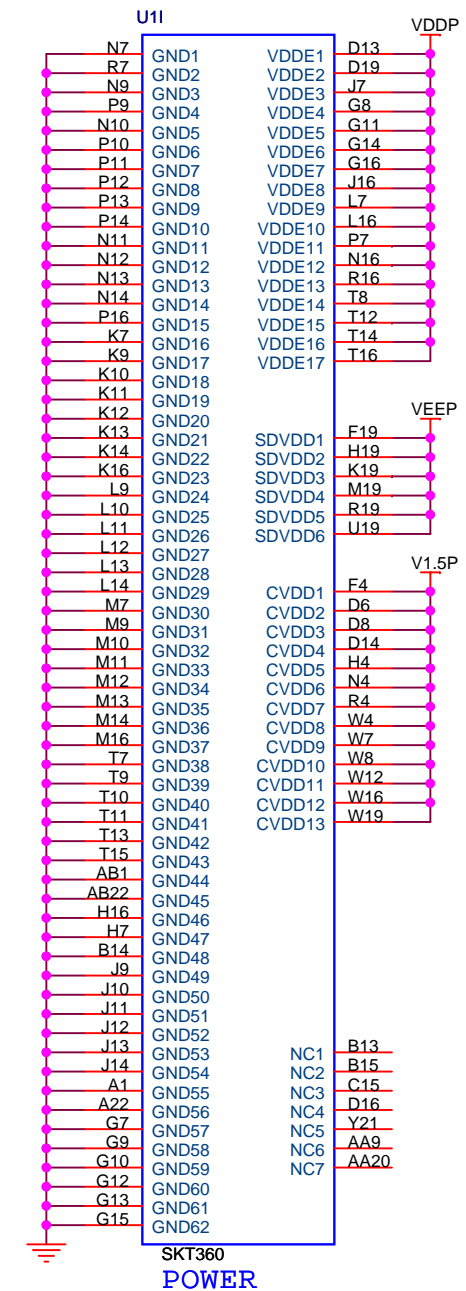 U1I
VDDP
N7 GND1 VDDE1 D13
R7 GND2 VDDE2 D19
N9 GND3 VDDE3 J7
P9 GND4 VDDE4 G8
N10 GND5 VDDE5 G11
P10 GND6 VDDE6 G14
P11 GND7 VDDE7 G16
P12 GND8 VDDE8 J16
P13 GND9 VDDE9 L7
P14 GND10 VDDE10 L16
N11 GND11 VDDE11 P7
N12 GND12 VDDE12 N16
N13 GND13 VDDE13 R16
N14 GND14 VDDE14 T8
P16 GND15 VDDE15 T12
K7 GND16 VDDE16 T14
K9 GND17 VDDE17 T16
K10 GND18
K11 GND19
K12 GND20 VEEP
K13 GND21 SDVDD1 F19
K14 GND22 SDVDD2 H19
K16 GND23 SDVDD3 K19
L9 GND24 SDVDD4 M19
L10 GND25 SDVDD5 R19
L11 GND26 SDVDD6 U19
L12 GND27
L13 GND28 V1.5P
L14 GND29 CVDD1 F4
M7 GND30 CVDD2 D6
M9 GND31 CVDD3 D8
M10 GND32 CVDD4 D14
M11 GND33 CVDD5 H4
M12 GND34 CVDD6 N4
M13 GND35 CVDD7 R4
M14 GND36 CVDD8 W4
M16 GND37 CVDD9 W7
T7 GND38 CVDD10 W8
T9 GND39 CVDD11 W12
T10 GND40 CVDD12 W16
T11 GND41 CVDD13 W19
T13 GND42
T15 GND43
AB1 GND44
AB22 GND45
H16 GND46
H7 GND47
B14 GND48
J9 GND49
J10 GND50
J11 GND51
J12 GND52
J13 GND53 NC1 B13
J14 GND54 NC2 B15
A1 GND55 NC3 C15
A22 GND56 NC4 D16
G7 GND57 NC5 Y21
G9 GND58 NC6 AA9
G10 GND59 NC7 AA20
G12 GND60
G13 GND61
G15 GND62
SKT360
POWER